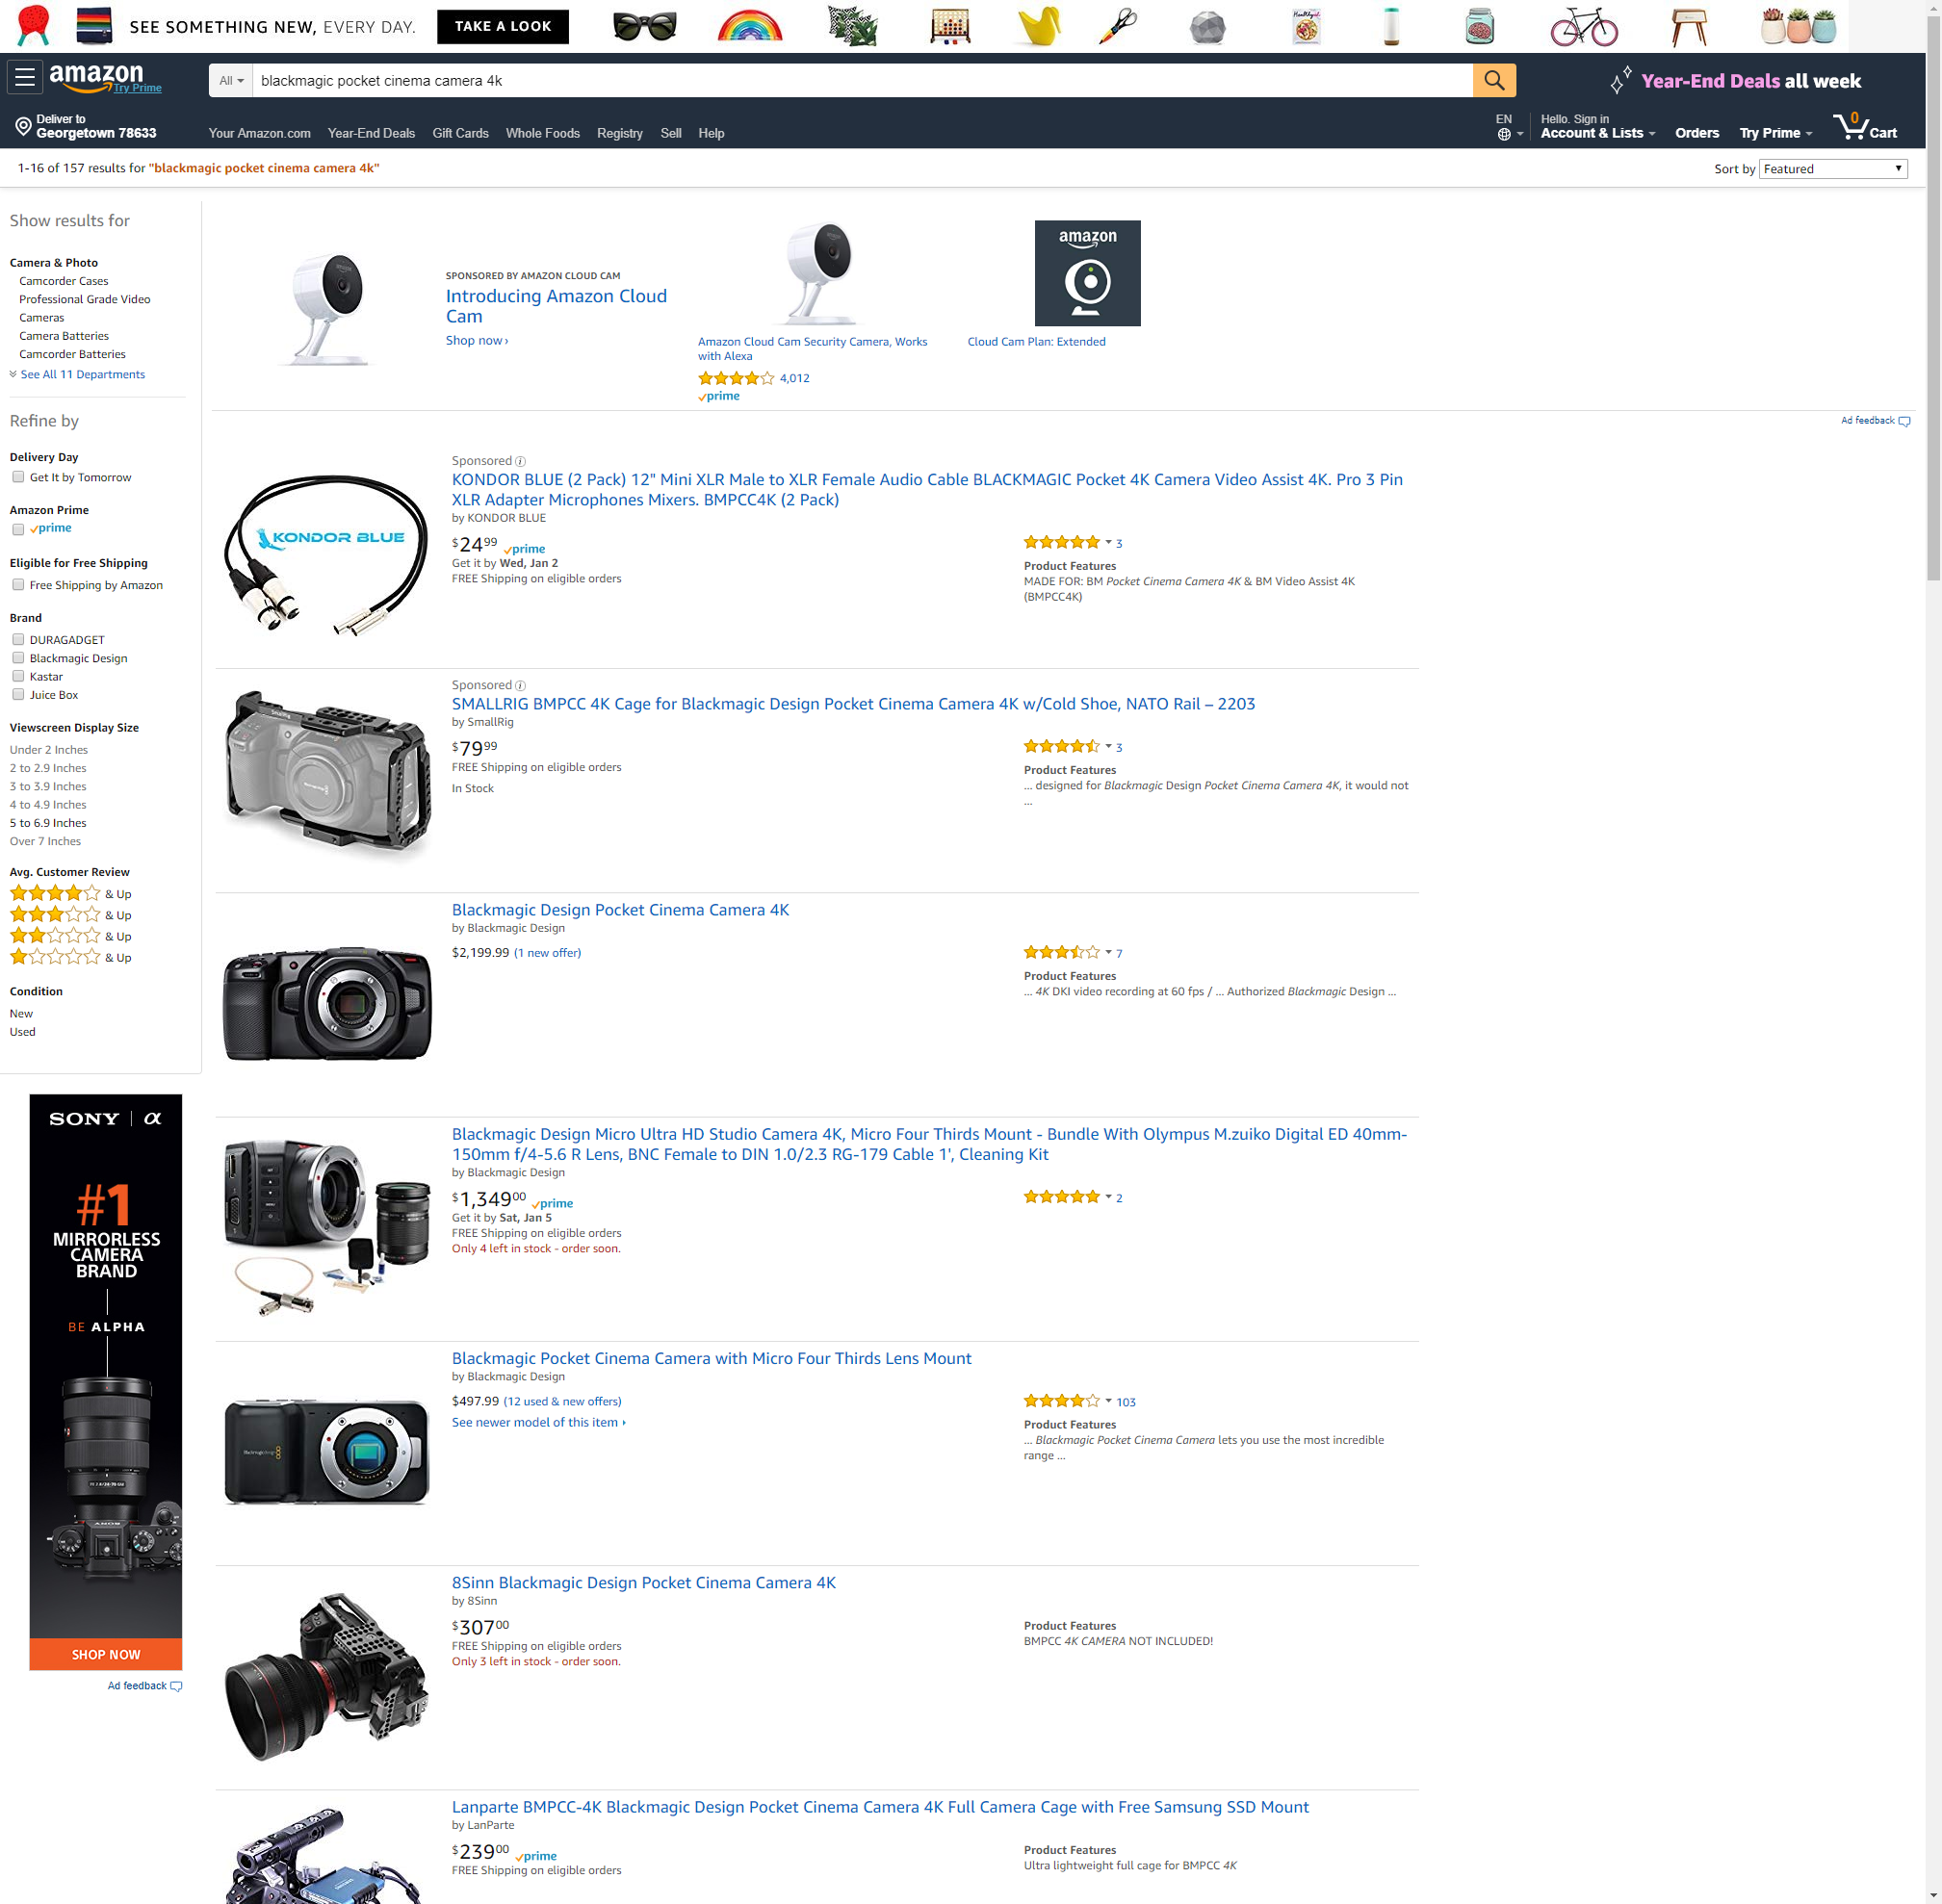 SEE SOMETHING NEW, EVERY DAY.
TAKE A LOOK
amazon
Try Prime
All
blackmagic pocket cinema camera 4k
Year-End Deals all week
Deliver to
Georgetown 78633
Your Amazon.com Year-End Deals Gift Cards Whole Foods Registry Sell Help
EN
Hello. Sign in
Account & Lists
Orders
Try Prime
0
Cart
1-16 of 157 results for "blackmagic pocket cinema camera 4k"
Sort by Featured
Show results for
Camera & Photo
Camcorder Cases
Professional Grade Video
Cameras
Camera Batteries
Camcorder Batteries
See All 11 Departments
Refine by
Delivery Day
Get It by Tomorrow
Amazon Prime
prime
Eligible for Free Shipping
Free Shipping by Amazon
Brand
DURAGADGET
Blackmagic Design
Kastar
Juice Box
Viewscreen Display Size
Under 2 Inches
2 to 2.9 Inches
3 to 3.9 Inches
4 to 4.9 Inches
5 to 6.9 Inches
Over 7 Inches
Avg. Customer Review
& Up
& Up
& Up
& Up
Condition
New
Used
SONY | α
#1
MIRRORLESS
CAMERA
BRAND
BE ALPHA
SONY
SHOP NOW
Ad feedback
SPONSORED BY AMAZON CLOUD CAM
Introducing Amazon Cloud
Cam
Shop now ›
Amazon Cloud Cam Security Camera, Works
with Alexa
4,012
prime
amazon
Cloud Cam Plan: Extended
Ad feedback
KONDOR BLUE
Sponsored
KONDOR BLUE (2 Pack) 12" Mini XLR Male to XLR Female Audio Cable BLACKMAGIC Pocket 4K Camera Video Assist 4K. Pro 3 Pin
XLR Adapter Microphones Mixers. BMPCC4K (2 Pack)
by KONDOR BLUE
$24 99 prime
Get it by Wed, Jan 2
FREE Shipping on eligible orders
3
Product Features
MADE FOR: BM Pocket Cinema Camera 4K & BM Video Assist 4K
(BMPCC4K)
SmallRig
Sponsored
SMALLRIG BMPCC 4K Cage for Blackmagic Design Pocket Cinema Camera 4K w/Cold Shoe, NATO Rail – 2203
by SmallRig
$79 99
FREE Shipping on eligible orders
In Stock
3
Product Features
... designed for Blackmagic Design Pocket Cinema Camera 4K, it would not
...
Blackmagic Design Pocket Cinema Camera 4K
by Blackmagic Design
$2,199.99 (1 new offer)
7
Product Features
... 4K DKI video recording at 60 fps / ... Authorized Blackmagic Design ...
Blackmagic Design Micro Ultra HD Studio Camera 4K, Micro Four Thirds Mount - Bundle With Olympus M.zuiko Digital ED 40mm-
150mm f/4-5.6 R Lens, BNC Female to DIN 1.0/2.3 RG-179 Cable 1', Cleaning Kit
by Blackmagic Design
$1,349 00 prime
Get it by Sat, Jan 5
FREE Shipping on eligible orders
Only 4 left in stock - order soon.
2
Blackmagic Pocket Cinema Camera with Micro Four Thirds Lens Mount
by Blackmagic Design
$497.99 (12 used & new offers)
See newer model of this item ›
103
Product Features
... Blackmagic Pocket Cinema Camera lets you use the most incredible
range ...
8Sinn Blackmagic Design Pocket Cinema Camera 4K
by 8Sinn
$307 00
FREE Shipping on eligible orders
Only 3 left in stock - order soon.
Product Features
BMPCC 4K CAMERA NOT INCLUDED!
Lanparte BMPCC-4K Blackmagic Design Pocket Cinema Camera 4K Full Camera Cage with Free Samsung SSD Mount
by LanParte
$239 00 prime
FREE Shipping on eligible orders
Product Features
Ultra lightweight full cage for BMPCC 4K